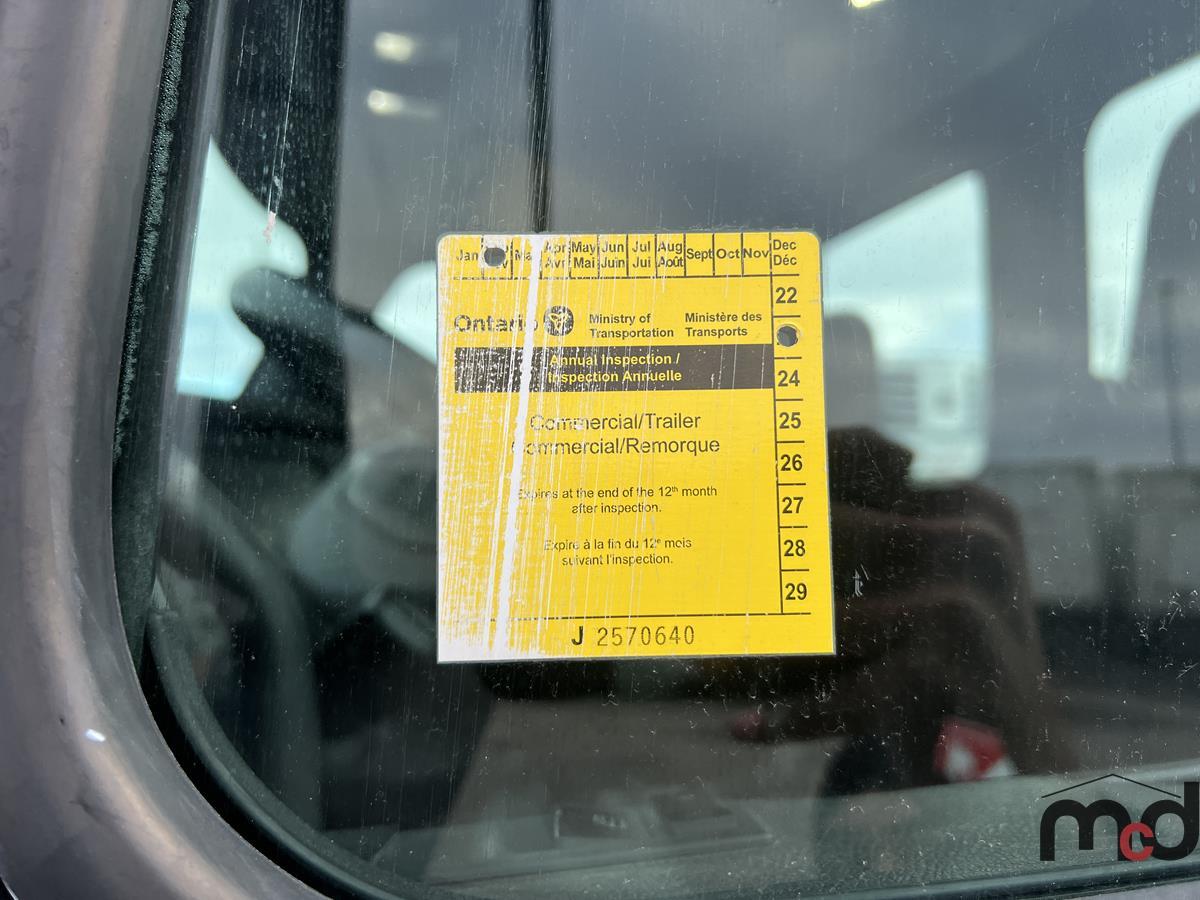 Jan Apr May Jun Jul Aug Sept Oct Nov Dec
Avr Mai Juin Jui Août Déc
22
Ontario Ministry of Ministère des
Transportation Transports
Annual Inspection /
Inspection Annuelle
24
Commercial/Trailer
25
Commercial/Remorque
26
Expires at the end of the 12th month
after inspection.
27
Expire à la fin du 12e mois
suivant l'inspection.
28
29
J 2570640
mcd